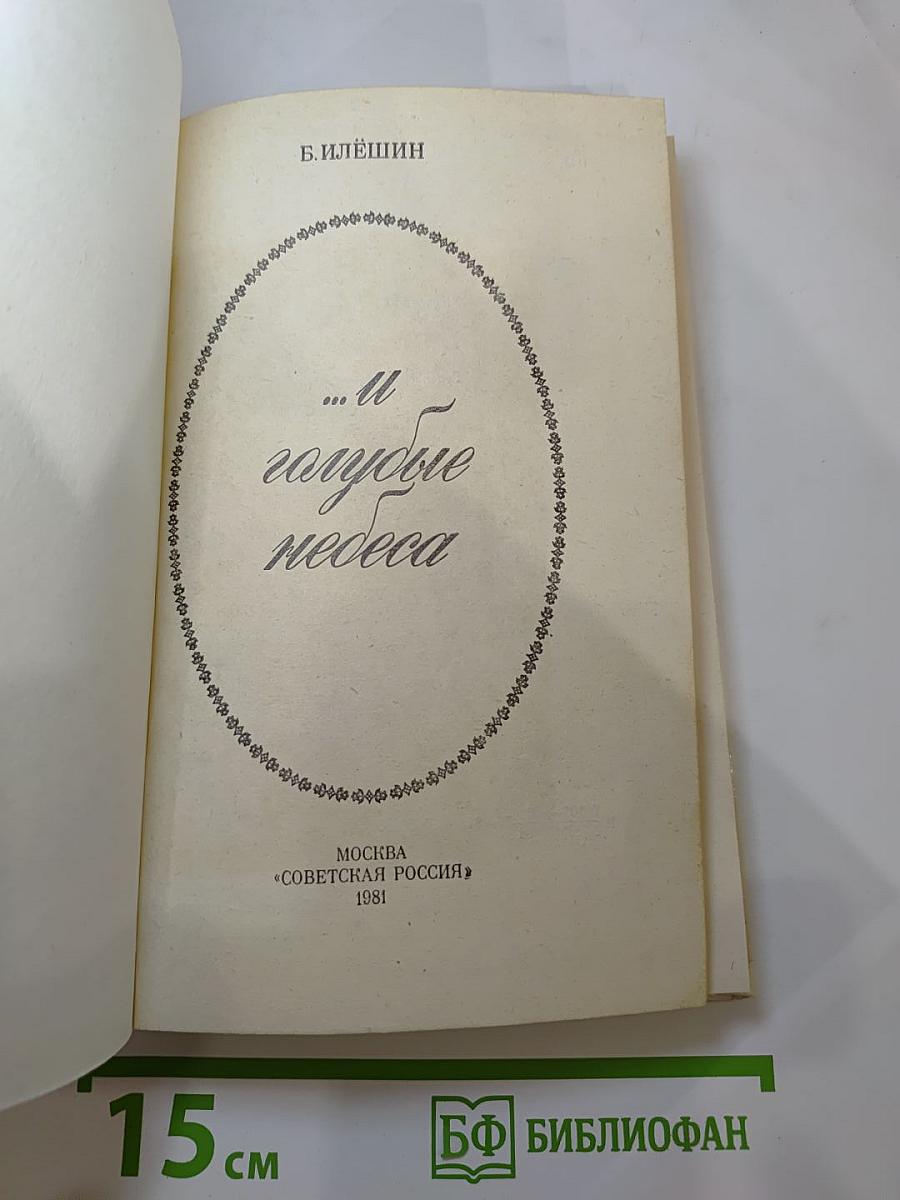 Б.ИЛЁШИН
...и
голубые
небеса
МОСКВА
«СОВЕТСКАЯ РОССИЯ»
1981
15 см
БФ БИБЛИОФАН